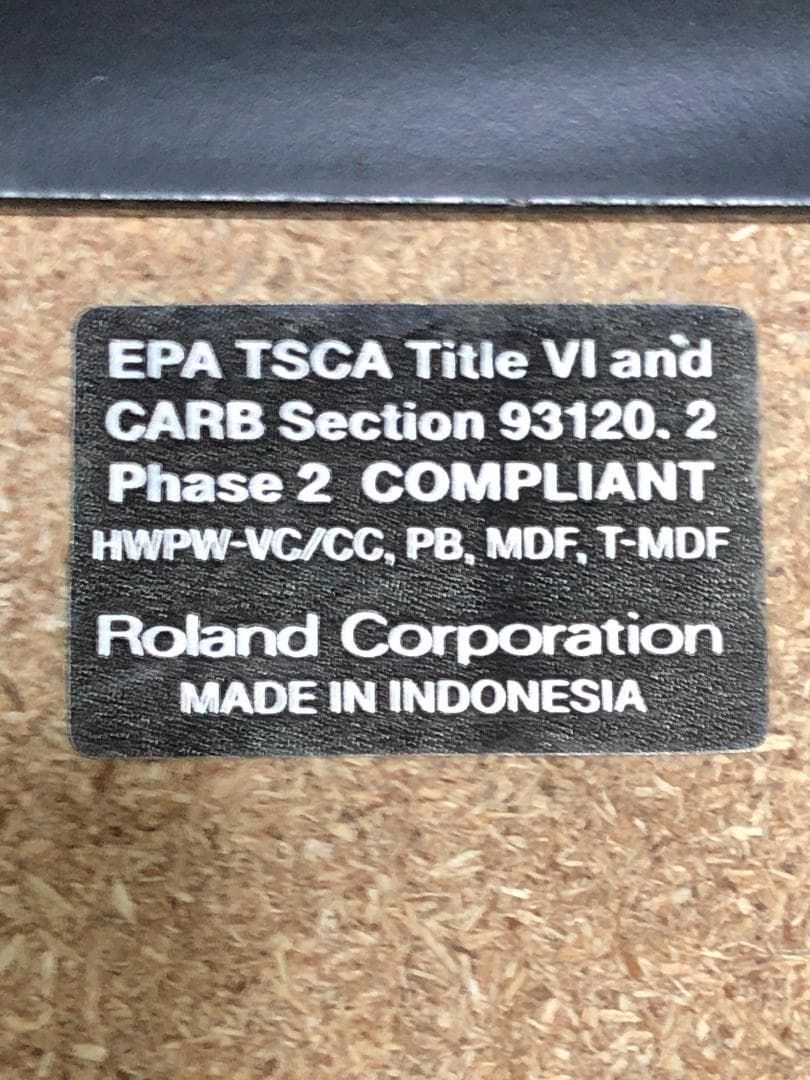 EPA TSCA Title VI and
CARB Section 93120. 2
Phase 2 COMPLIANT
HWPW-VC/CC, PB, MDF, T-MDF
Roland Corporation
MADE IN INDONESIA